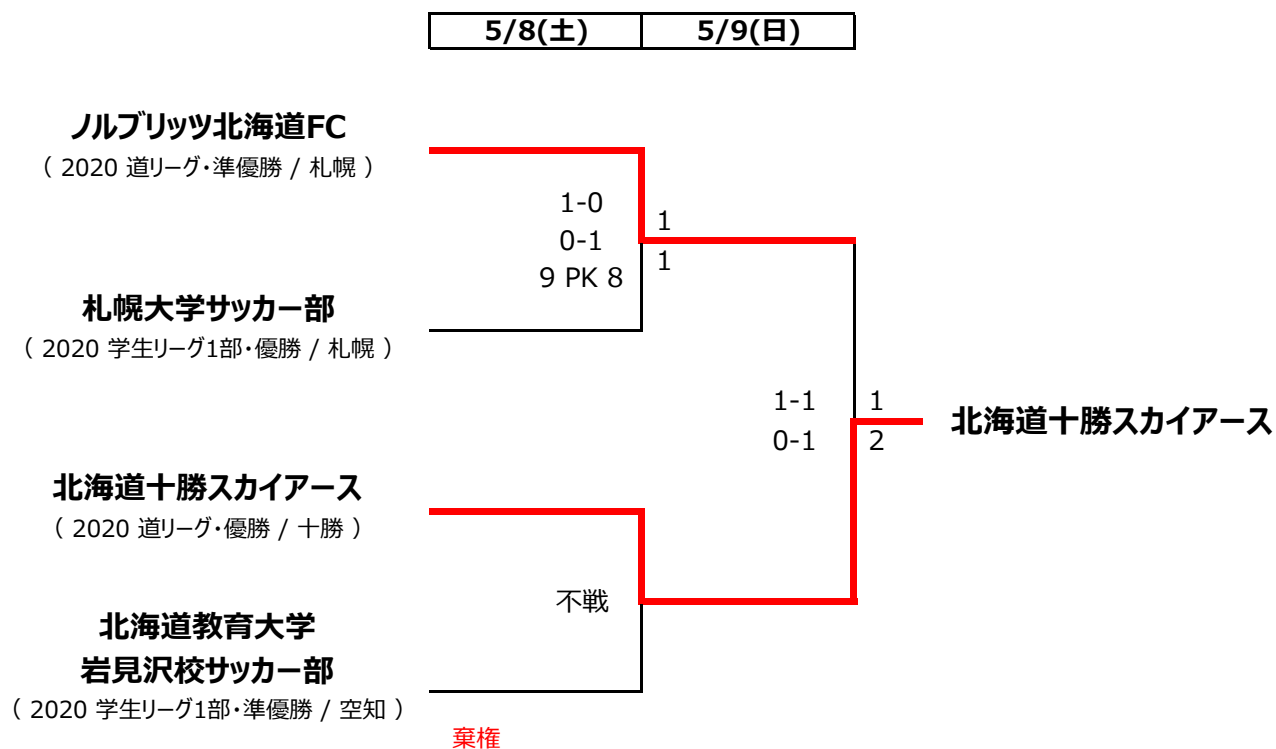 5/8(土) 5/9(日)
ノルブリッツ北海道FC
（ 2020 道リーグ・準優勝 / 札幌 ）
1-0
0-1
9 PK 8
1
1
札幌大学サッカー部
（ 2020 学生リーグ1部・優勝 / 札幌 ）
1-1
0-1
1
2
北海道十勝スカイアース
北海道十勝スカイアース
（ 2020 道リーグ・優勝 / 十勝 ）
不戦
北海道教育大学
岩見沢校サッカー部
（ 2020 学生リーグ1部・準優勝 / 空知 ）
棄権